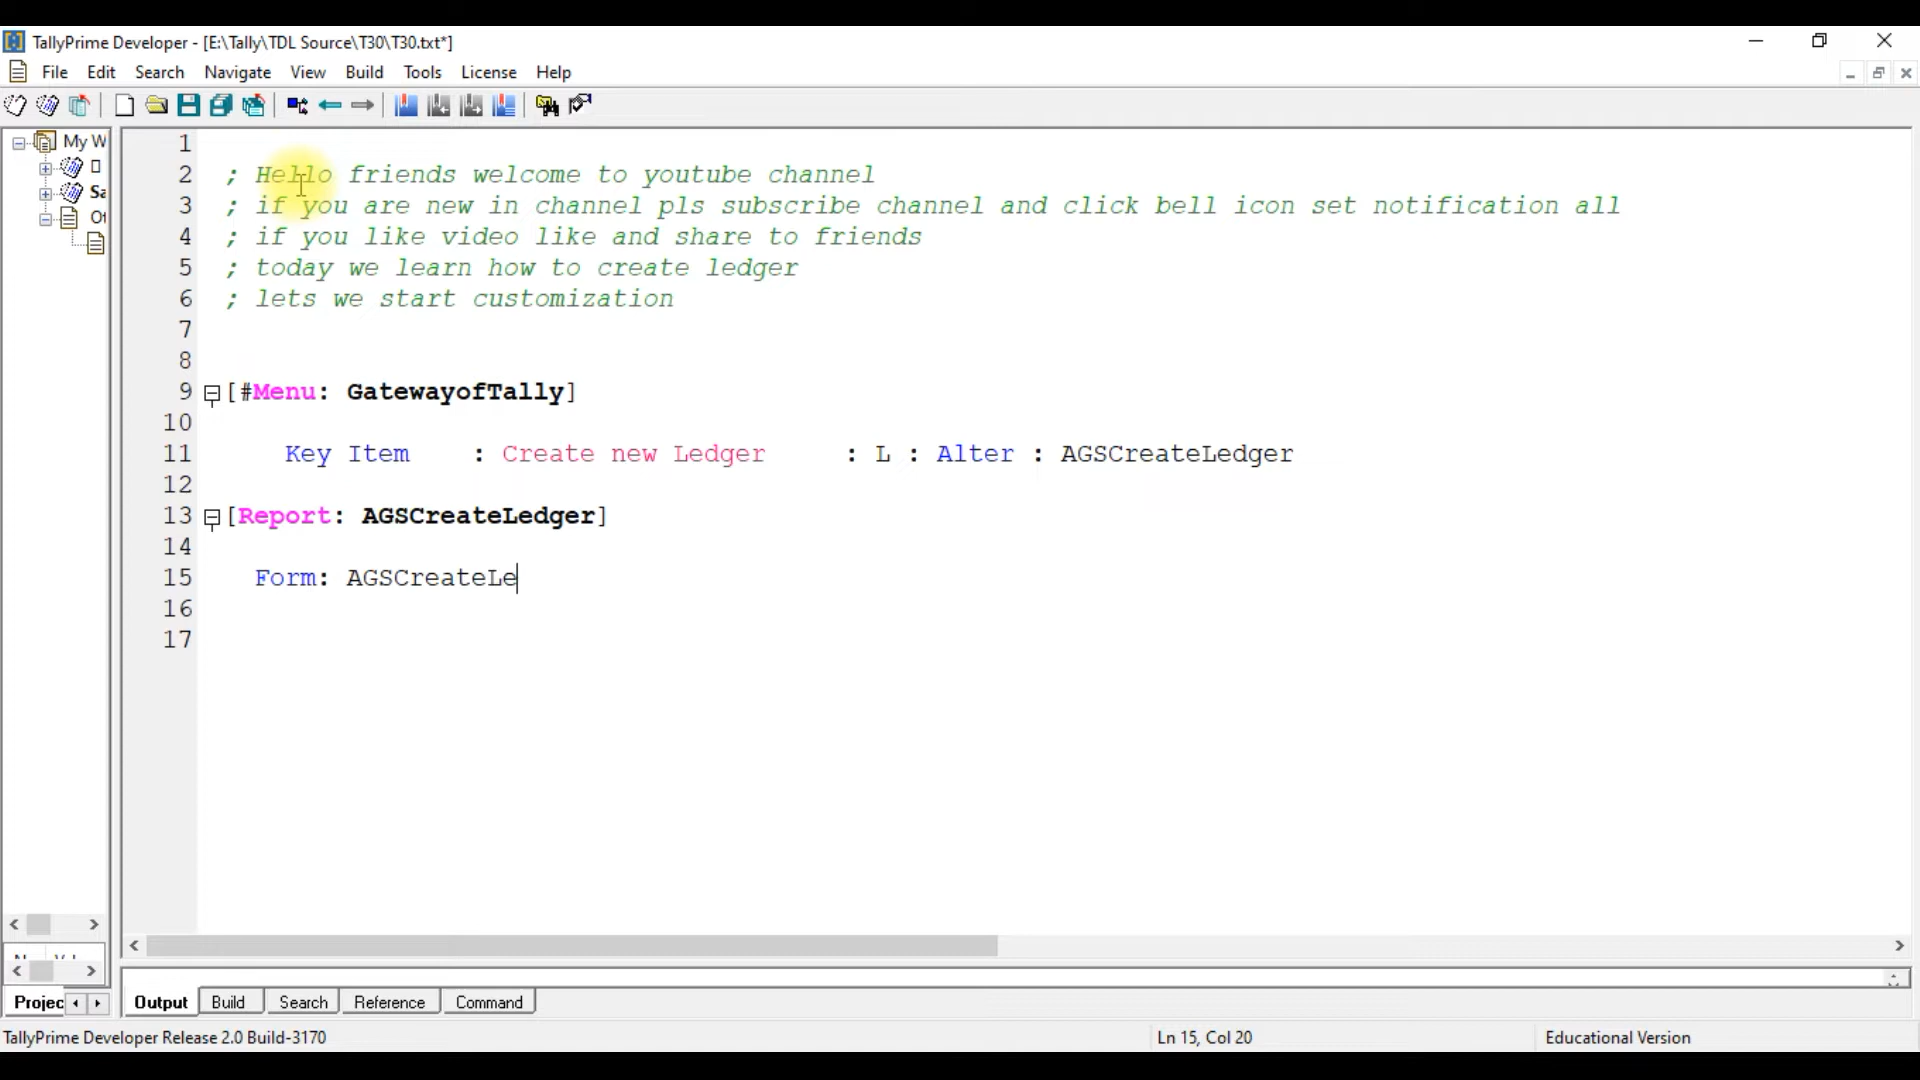 TallyPrime Developer - [E:\Tally\TDL Source\T30\T30.txt*]
File Edit Search Navigate View Build Tools License Help
My W
Sa
Ot
1
2 ; Hello friends welcome to youtube channel
3 ; if you are new in channel pls subscribe channel and click bell icon set notification all
4 ; if you like video like and share to friends
5 ; today we learn how to create ledger
6 ; lets we start customization
7
8
9 [#Menu: GatewayofTally]
10
11 Key Item : Create new Ledger : L : Alter : AGSCreateLedger
12
13 [Report: AGSCreateLedger]
14
15 Form: AGSCreateLe
16
17
Projec
Output Build Search Reference Command
TallyPrime Developer Release 2.0 Build-3170 Ln 15, Col 20 Educational Version